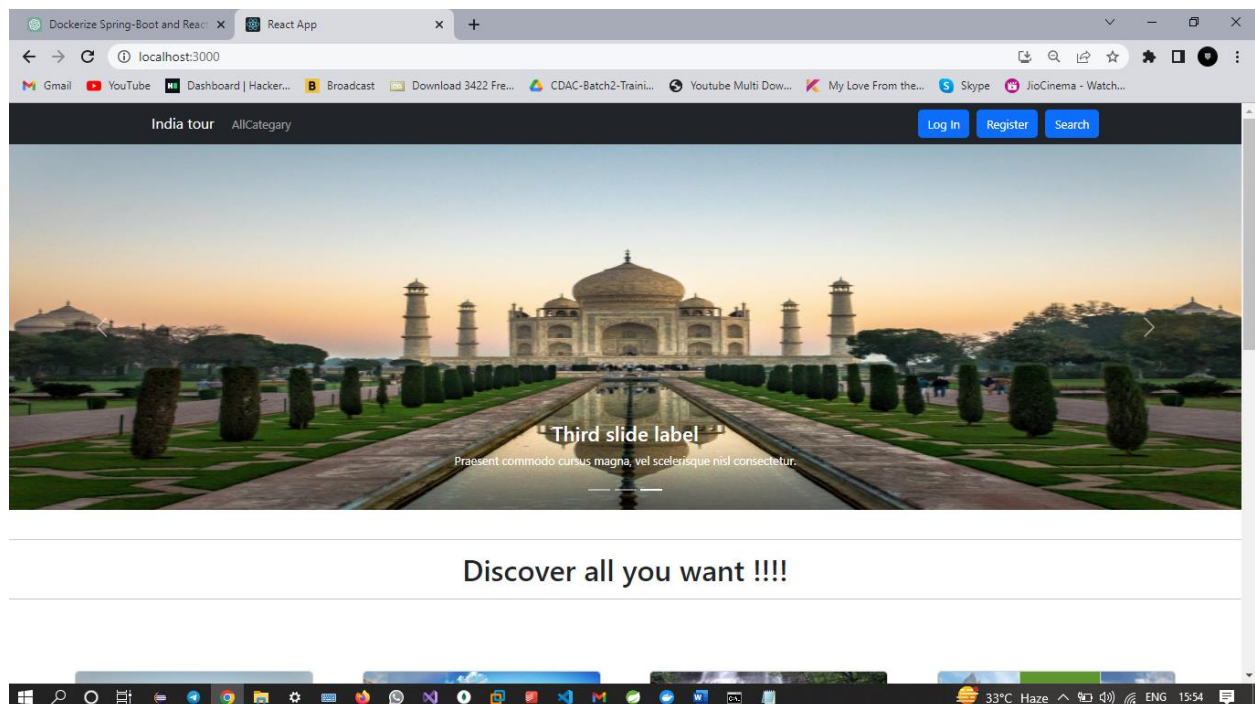 Dockerize Spring-Boot and React
React App
localhost:3000
Gmail
YouTube
Dashboard | Hacker...
Broadcast
Download 3422 Fre...
CDAC-Batch2-Traini...
Youtube Multi Dow...
My Love From the...
Skype
JioCinema - Watch...
India tour
AllCategary
Log In
Register
Search
Third slide label
Praesent commodo cursus magna, vel scelerisque nisl consectetur.
Discover all you want !!!!
33°C Haze
ENG
15:54